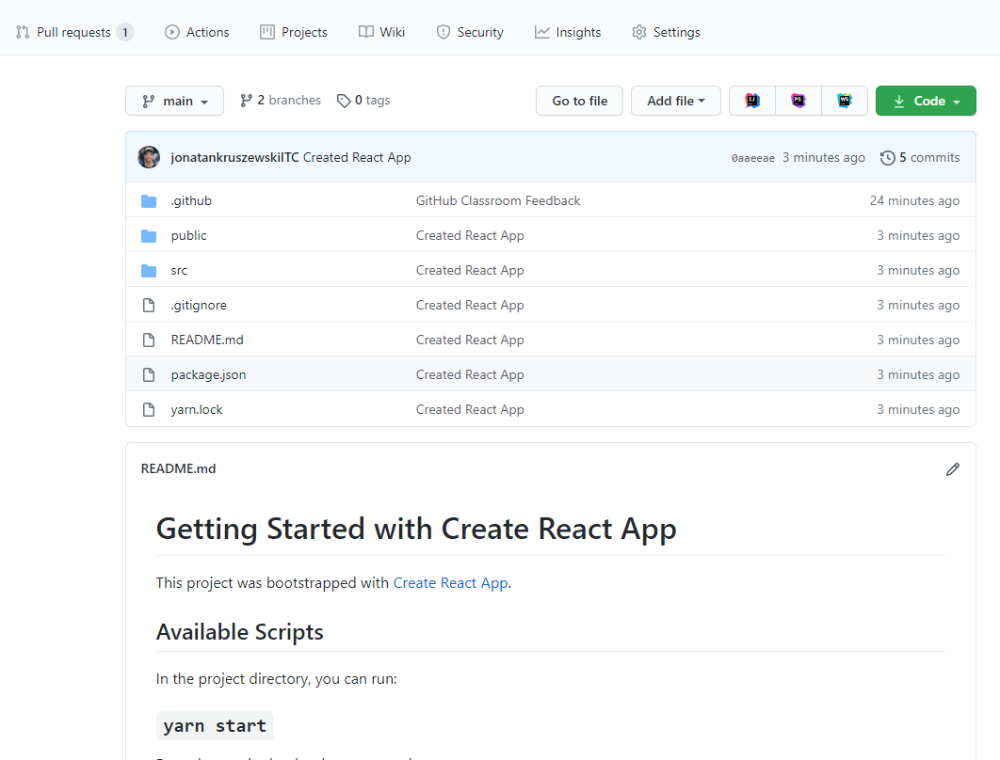 Pull requests 1 Actions Projects Wiki Security Insights Settings
main 2 branches 0 tags Go to file Add file IJ PS WS Code
jonatankruszewskiITC Created React App 0aaeeae 3 minutes ago 5 commits
.github GitHub Classroom Feedback 24 minutes ago
public Created React App 3 minutes ago
src Created React App 3 minutes ago
.gitignore Created React App 3 minutes ago
README.md Created React App 3 minutes ago
package.json Created React App 3 minutes ago
yarn.lock Created React App 3 minutes ago
README.md
Getting Started with Create React App
This project was bootstrapped with Create React App.
Available Scripts
In the project directory, you can run:
yarn start